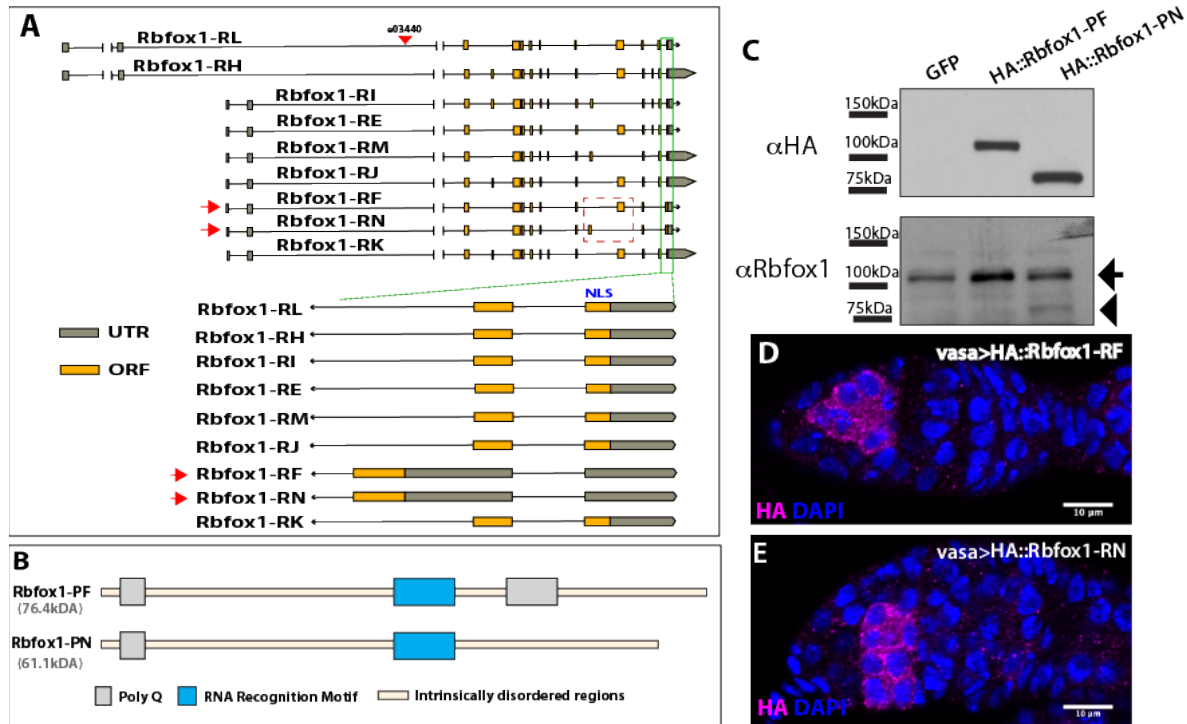 A
e03440
Rbfox1-RL
Rbfox1-RH
Rbfox1-RI
Rbfox1-RE
Rbfox1-RM
Rbfox1-RJ
Rbfox1-RF
Rbfox1-RN
Rbfox1-RK
NLS
Rbfox1-RL
Rbfox1-RH
Rbfox1-RI
Rbfox1-RE
Rbfox1-RM
Rbfox1-RJ
Rbfox1-RF
Rbfox1-RN
Rbfox1-RK
UTR
ORF
B
Rbfox1-PF
(76.4kDA)
Rbfox1-PN
(61.1kDA)
Poly Q
RNA Recognition Motif
Intrinsically disordered regions
C
GFP
HA::Rbfox1-PF
HA::Rbfox1-PN
αHA
150kDa
100kDa
75kDa
αRbfox1
150kDa
100kDa
75kDa
D
vasa>HA::Rbfox1-RF
HA DAPI
10 μm
E
vasa>HA::Rbfox1-RN
HA DAPI
10 μm